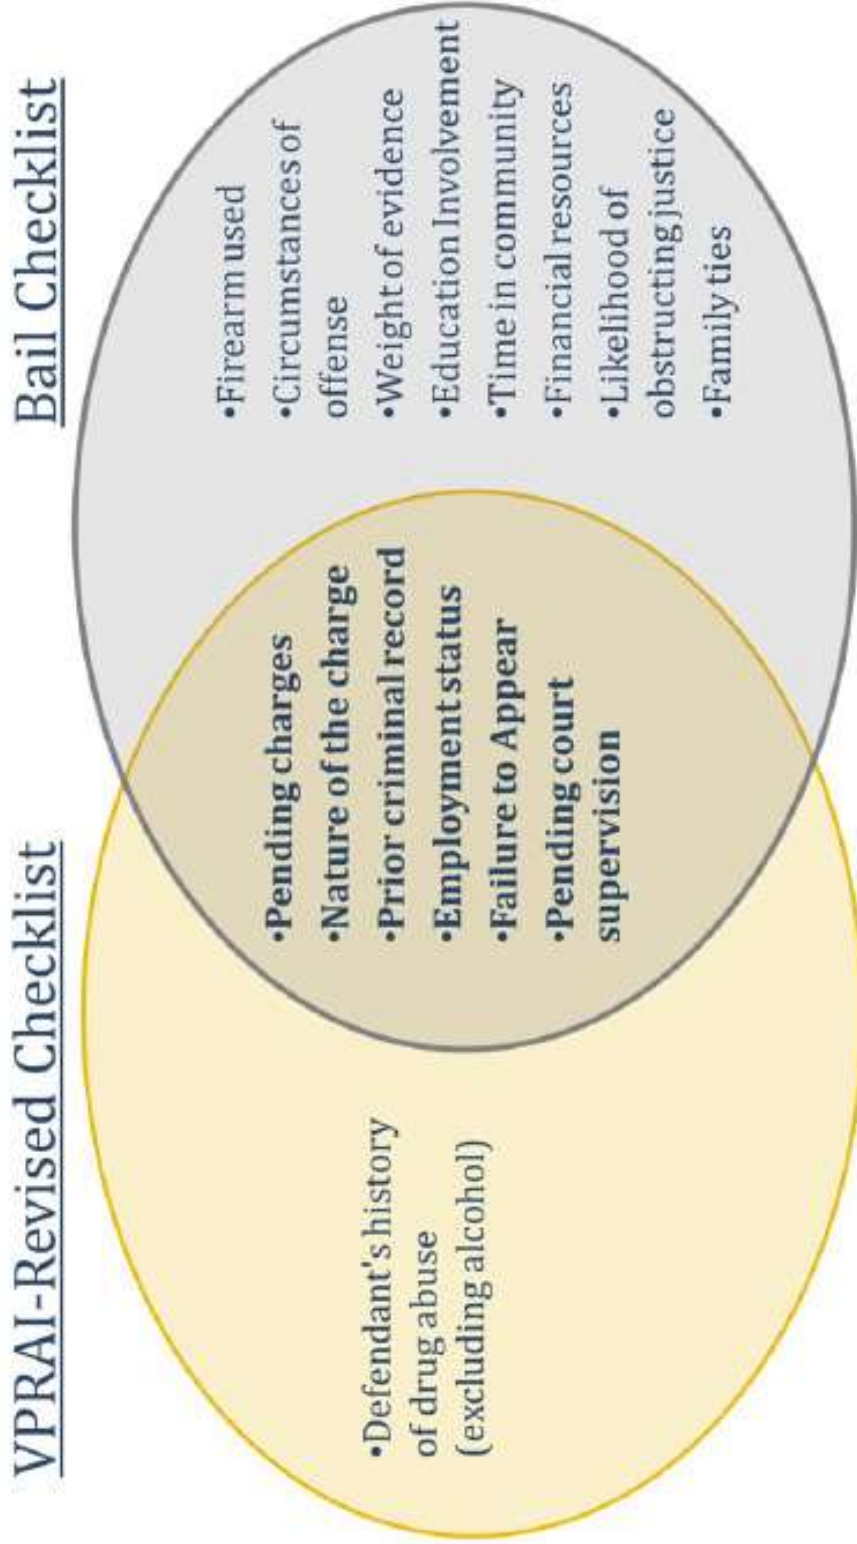 VPRAI-Revised Checklist
Bail Checklist
•Defendant's history
of drug abuse
(excluding alcohol)
•Pending charges
•Nature of the charge
•Prior criminal record
•Employment status
•Failure to Appear
•Pending court
supervision
•Firearm used
•Circumstances of
offense
•Weight of evidence
•Education Involvement
•Time in community
•Financial resources
•Likelihood of
obstructing justice
•Family ties